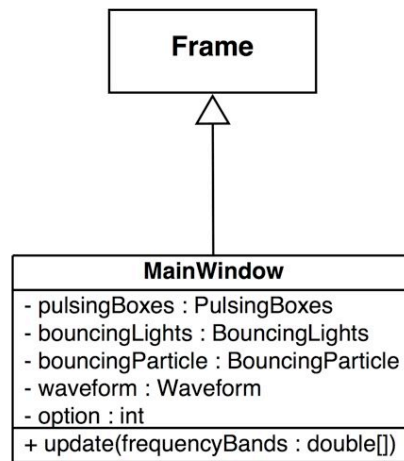 Frame
MainWindow
- pulsingBoxes : PulsingBoxes
- bouncingLights : BouncingLights
- bouncingParticle : BouncingParticle
- waveform : Waveform
- option : int
+ update(frequencyBands : double[])